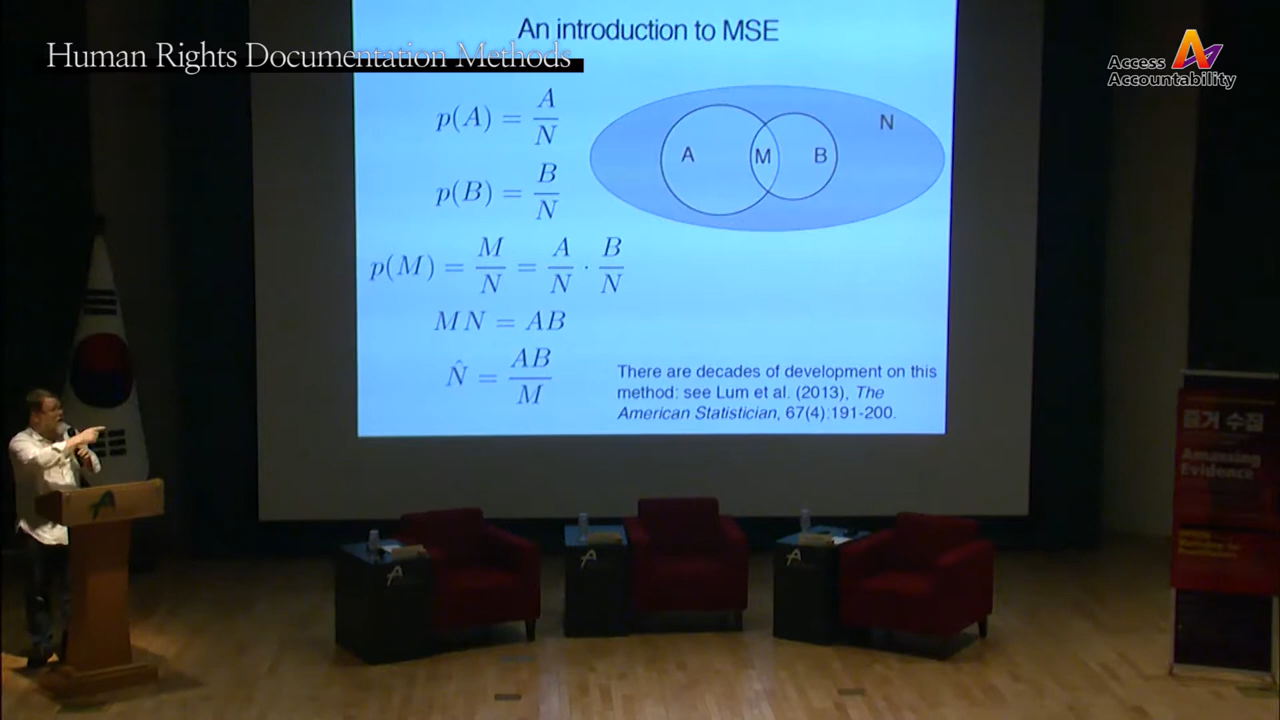 Human Rights Documentation Methods
Access
Accountability
An introduction to MSE
p(A) = A/N
p(B) = B/N
p(M) = M/N = A/N · B/N
MN = AB
N̂ = AB/M
A M B N
There are decades of development on this
method: see Lum et al. (2013), The
American Statistician, 67(4):191-200.
증거 수집
Amassing
Evidence